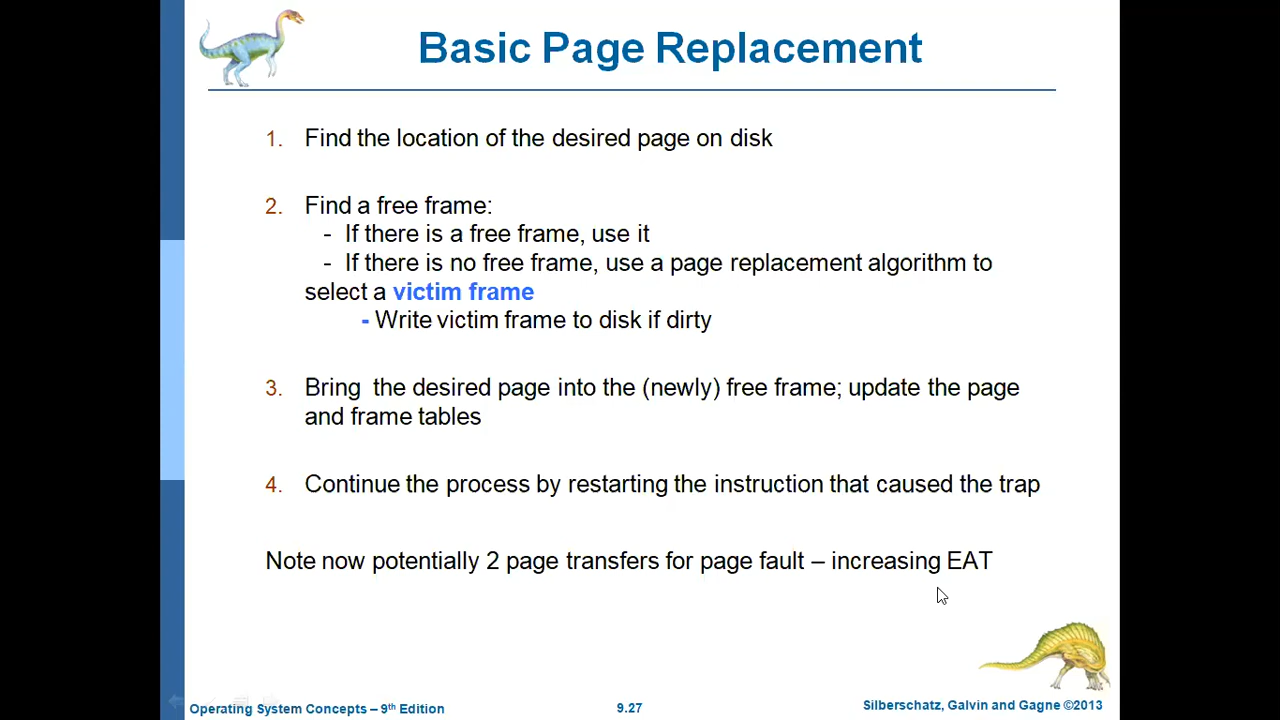 Basic Page Replacement
1. Find the location of the desired page on disk
2. Find a free frame:
- If there is a free frame, use it
- If there is no free frame, use a page replacement algorithm to
select a victim frame
- Write victim frame to disk if dirty
3. Bring the desired page into the (newly) free frame; update the page
and frame tables
4. Continue the process by restarting the instruction that caused the trap
Note now potentially 2 page transfers for page fault – increasing EAT
Operating System Concepts – 9th Edition
9.27
Silberschatz, Galvin and Gagne ©2013